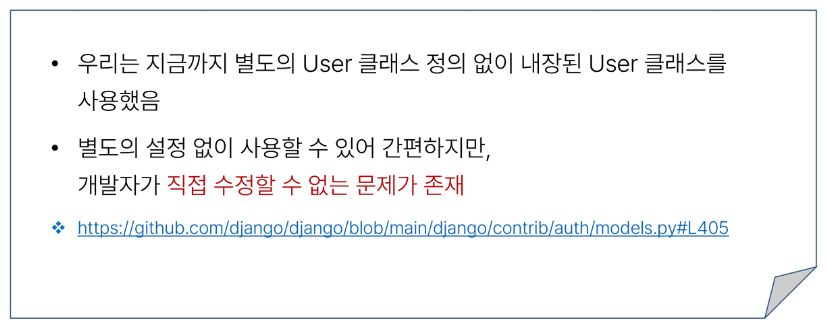 • 우리는 지금까지 별도의 User 클래스 정의 없이 내장된 User 클래스를
사용했음
• 별도의 설정 없이 사용할 수 있어 간편하지만,
개발자가 직접 수정할 수 없는 문제가 존재
❖ https://github.com/django/django/blob/main/django/contrib/auth/models.py#L405